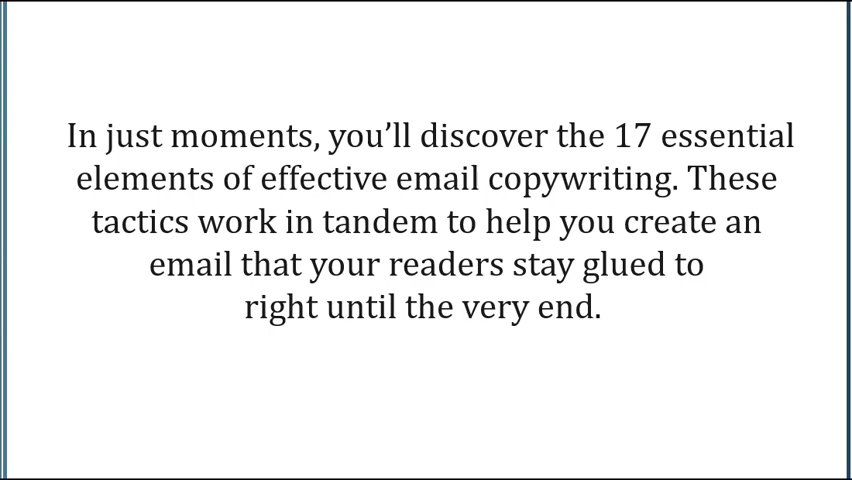 In just moments, you’ll discover the 17 essential
elements of effective email copywriting. These
tactics work in tandem to help you create an
email that your readers stay glued to
right until the very end.